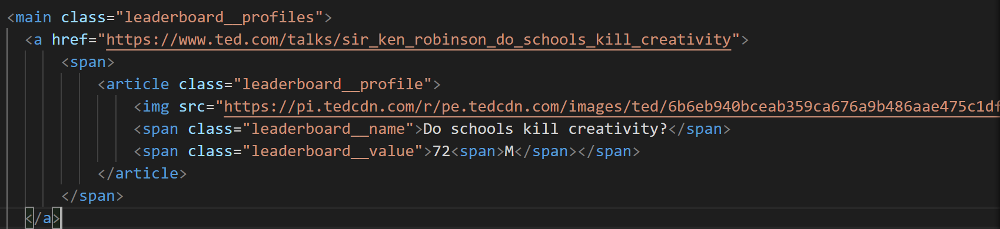 <main class="leaderboard__profiles">
<a href="https://www.ted.com/talks/sir_ken_robinson_do_schools_kill_creativity">
<span>
<article class="leaderboard__profile">
<img src="https://pi.tedcdn.com/r/pe.tedcdn.com/images/ted/6b6eb940bceab359ca676a9b486aae475c1df
<span class="leaderboard__name">Do schools kill creativity?</span>
<span class="leaderboard__value">72<span>M</span></span>
</article>
</span>
</a>